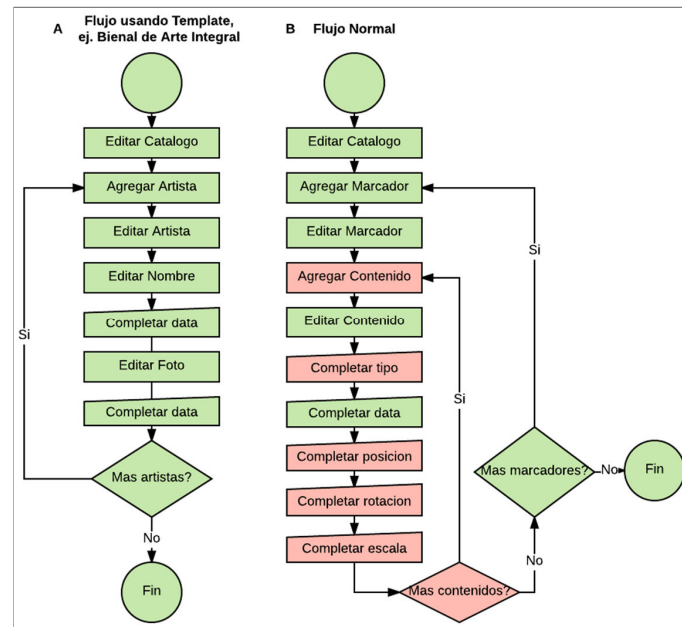 A Flujo usando Template,
ej. Bienal de Arte Integral
Editar Catalogo
Agregar Artista
Editar Artista
Editar Nombre
Completar data
Editar Foto
Completar data
Mas artistas?
Si
No
Fin
B Flujo Normal
Editar Catalogo
Agregar Marcador
Editar Marcador
Agregar Contenido
Editar Contenido
Completar tipo
Completar data
Completar posicion
Completar rotacion
Completar escala
Mas contenidos?
Si
No
Mas marcadores?
Si
No
Fin